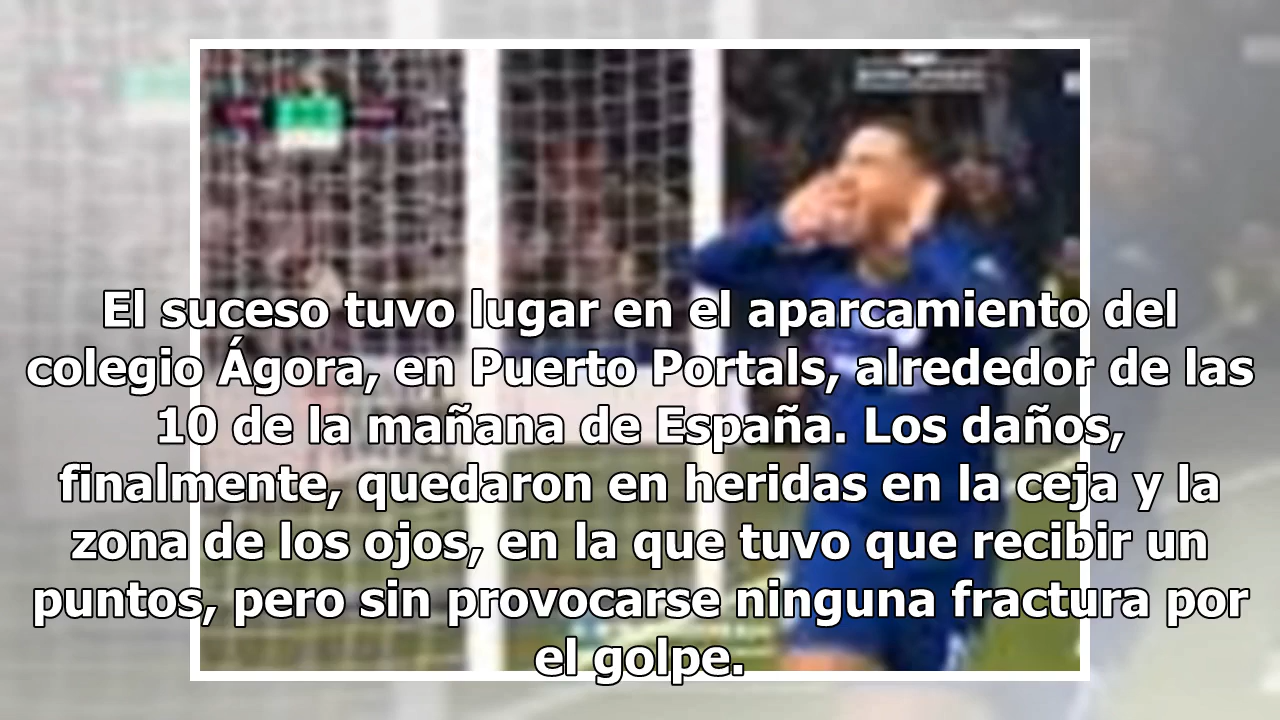 El suceso tuvo lugar en el aparcamiento del
colegio Ágora, en Puerto Portals, alrededor de las
10 de la mañana de España. Los daños,
finalmente, quedaron en heridas en la ceja y la
zona de los ojos, en la que tuvo que recibir un
puntos, pero sin provocarse ninguna fractura por
el golpe.